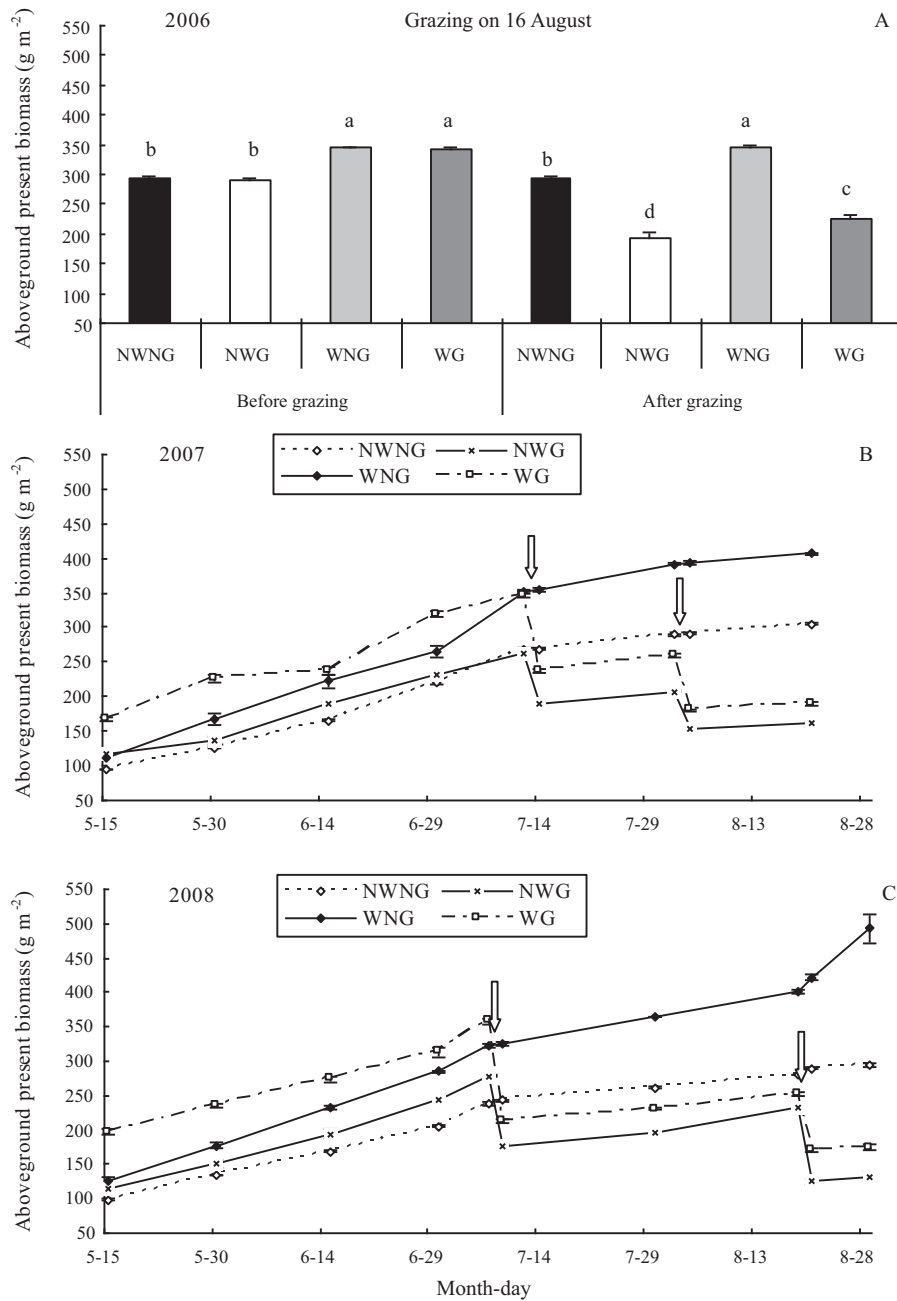 2006 Grazing on 16 August A
Aboveground present biomass (g m-2)
550
500
450
400
350
300
250
200
150
100
50
b b a a b d a c
NWNG NWG WNG WG NWNG NWG WNG WG
Before grazing After grazing
2007 B
NWNG NWG
WNG WG
Aboveground present biomass (g m-2)
550
500
450
400
350
300
250
200
150
100
50
5-15 5-30 6-14 6-29 7-14 7-29 8-13 8-28
2008 C
NWNG NWG
WNG WG
Aboveground present biomass (g m-2)
550
500
450
400
350
300
250
200
150
100
50
5-15 5-30 6-14 6-29 7-14 7-29 8-13 8-28
Month-day